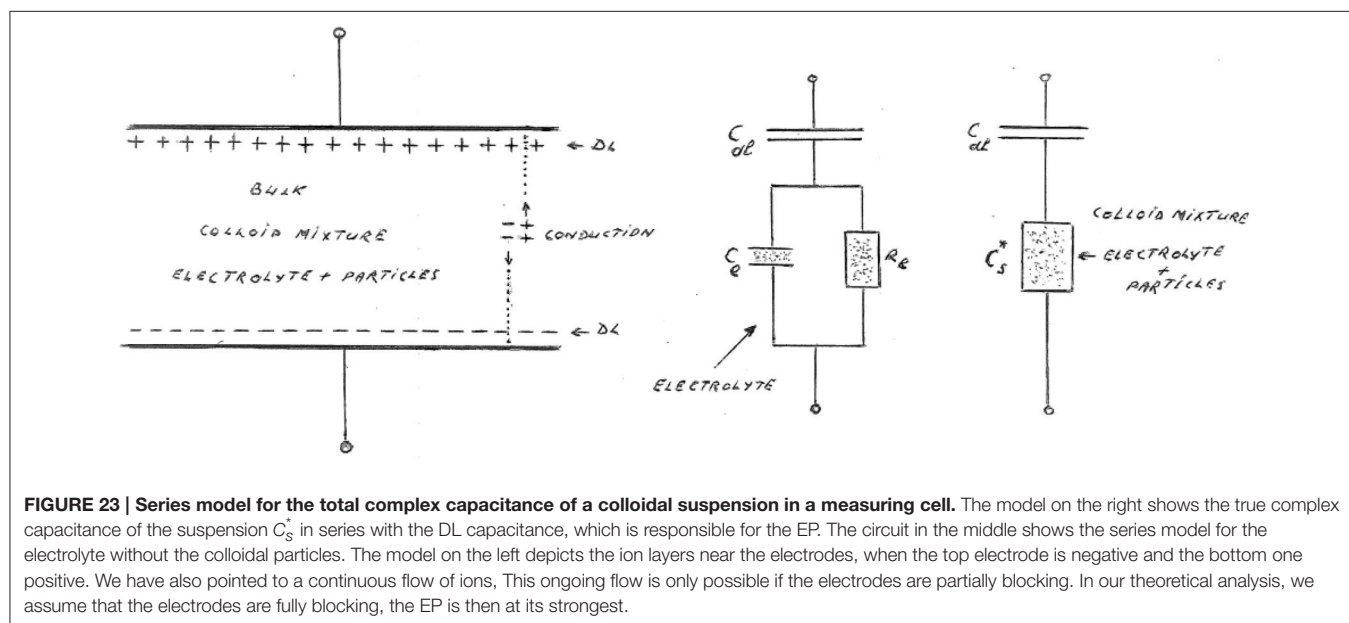 + + + + + + + + + + + + + + + + + +
← DL
BULK
COLLOID MIXTURE
ELECTROLYTE + PARTICLES
- - + +
← CONDUCTION
← DL
C dl
C e
R e
ELECTROLYTE
C dl
C*s
COLLOID MIXTURE
← ELECTROLYTE
+
PARTICLES
FIGURE 23 | Series model for the total complex capacitance of a colloidal suspension in a measuring cell. The model on the right shows the true complex
capacitance of the suspension C*s in series with the DL capacitance, which is responsible for the EP. The circuit in the middle shows the series model for the
electrolyte without the colloidal particles. The model on the left depicts the ion layers near the electrodes, when the top electrode is negative and the bottom one
positive. We have also pointed to a continuous flow of ions, This ongoing flow is only possible if the electrodes are partially blocking. In our theoretical analysis, we
assume that the electrodes are fully blocking, the EP is then at its strongest.